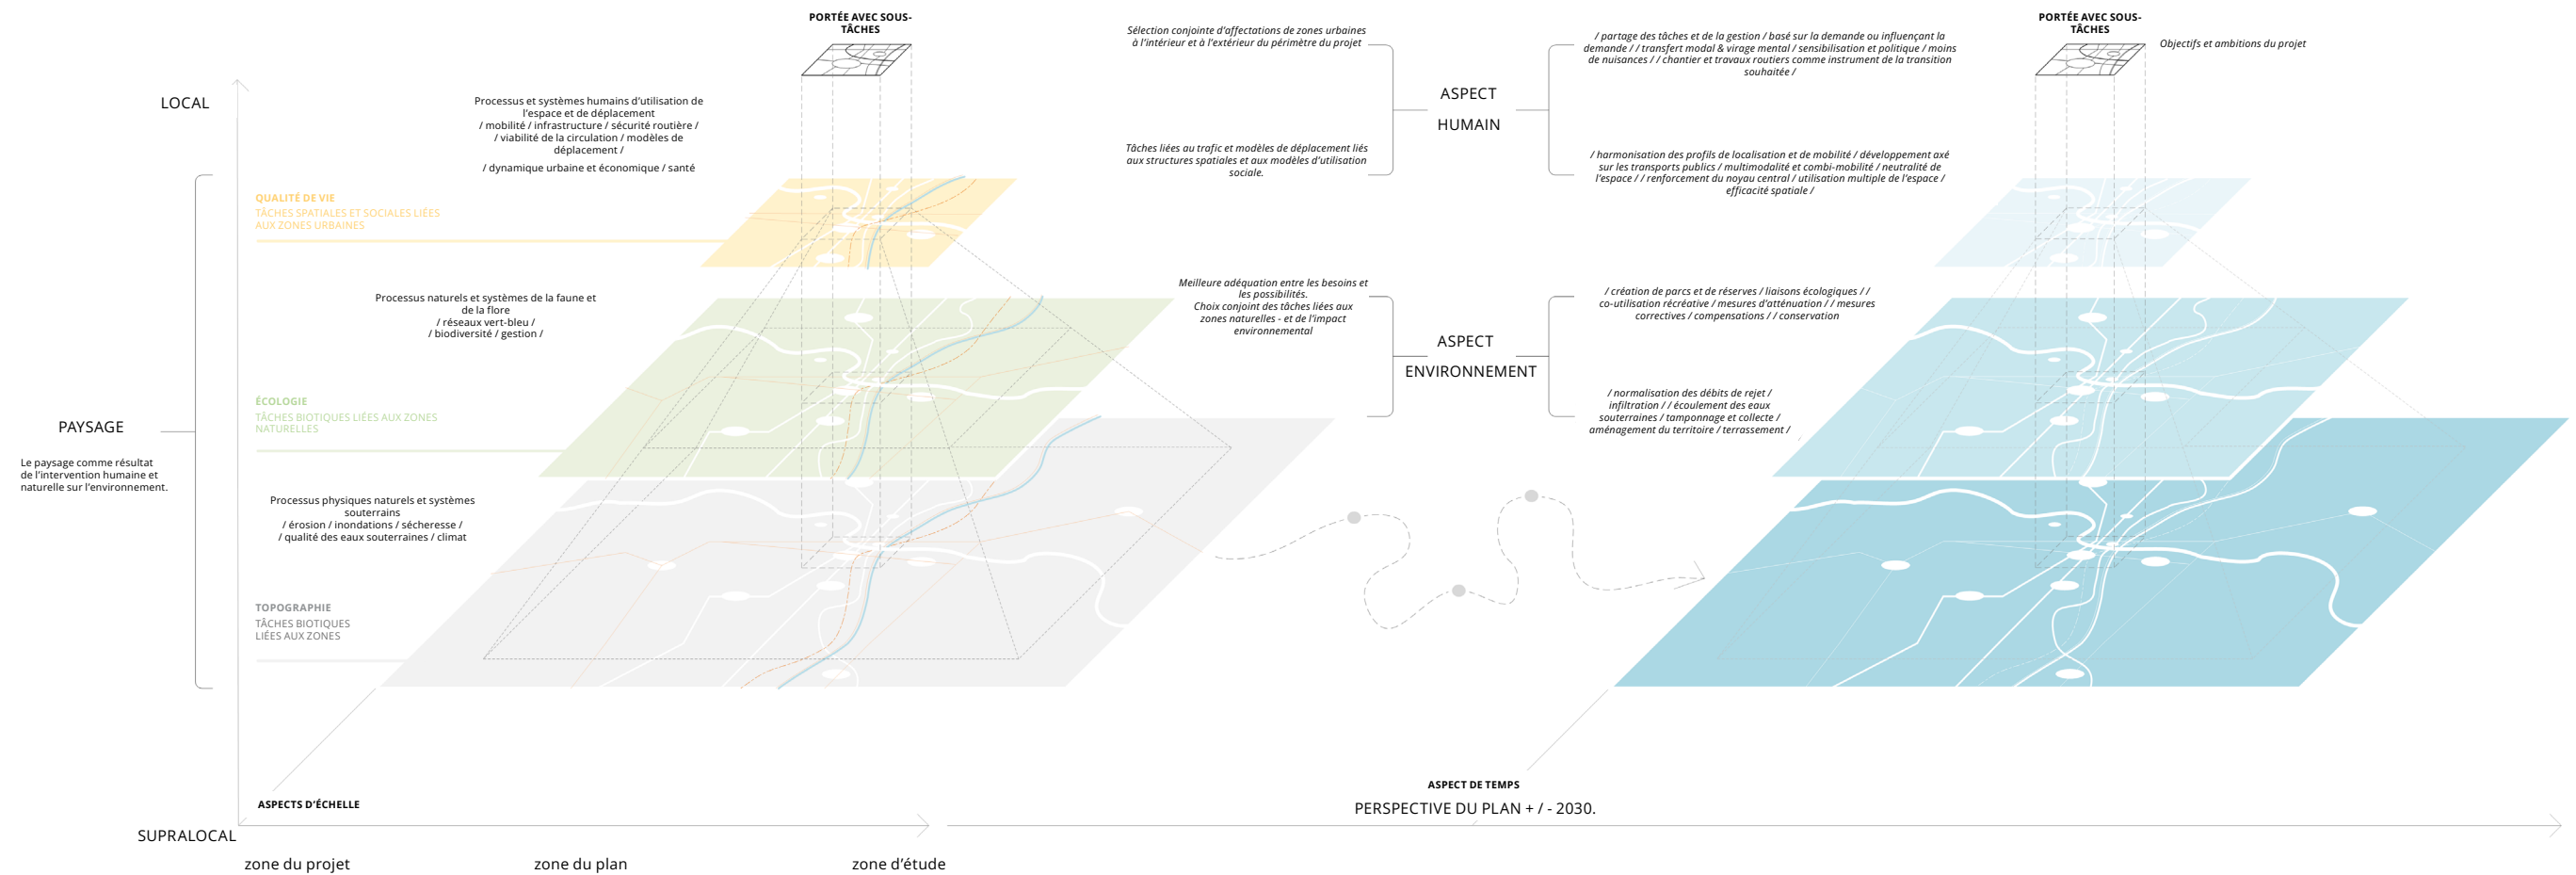 PORTÉE AVEC SOUS-
TÂCHES
LOCAL
Processus et systèmes humains d'utilisation de
l'espace et de déplacement
/ mobilité / infrastructure / sécurité routière /
/ viabilité de la circulation / modèles de
déplacement /
/ dynamique urbaine et économique / santé
QUALITÉ DE VIE
TÂCHES SPATIALES ET SOCIALES LIÉES
AUX ZONES URBAINES
Processus naturels et systèmes de la faune et
de la flore
/ réseaux vert-bleu /
/ biodiversité / gestion /
ÉCOLOGIE
TÂCHES BIOTIQUES LIÉES AUX ZONES
NATURELLES
PAYSAGE
Le paysage comme résultat
de l'intervention humaine et
naturelle sur l'environnement.
Processus physiques naturels et systèmes
souterrains
/ érosion / inondations / sécheresse /
/ qualité des eaux souterraines / climat
TOPOGRAPHIE
TÂCHES BIOTIQUES
LIÉES AUX ZONES
ASPECTS D'ÉCHELLE
SUPRALOCAL
zone du projet
zone du plan
zone d'étude
Sélection conjointe d'affectations de zones urbaines
à l'intérieur et à l'extérieur du périmètre du projet
Tâches liées au trafic et modèles de déplacement liés
aux structures spatiales et aux modèles d'utilisation
sociale.
ASPECT
HUMAIN
/ partage des tâches et de la gestion / basé sur la demande ou influençant la
demande / / transfert modal & virage mental / sensibilisation et politique / moins
de nuisances / / chantier et travaux routiers comme instrument de la transition
souhaitée /
/ harmonisation des profils de localisation et de mobilité / développement axé
sur les transports publics / multimodalité et combi-mobilité / neutralité de
l'espace / / renforcement du noyau central / utilisation multiple de l'espace /
efficacité spatiale /
Meilleure adéquation entre les besoins et
les possibilités.
Choix conjoint des tâches liées aux
zones naturelles - et de l'impact
environnemental
ASPECT
ENVIRONNEMENT
/ création de parcs et de réserves / liaisons écologiques / /
co-utilisation récréative / mesures d'atténuation / / mesures
correctives / compensations / / conservation
/ normalisation des débits de rejet /
infiltration / / écoulement des eaux
souterraines / tamponnage et collecte /
aménagement du territoire / terrassement /
PORTÉE AVEC SOUS-
TÂCHES
Objectifs et ambitions du projet
ASPECT DE TEMPS
PERSPECTIVE DU PLAN + / - 2030.